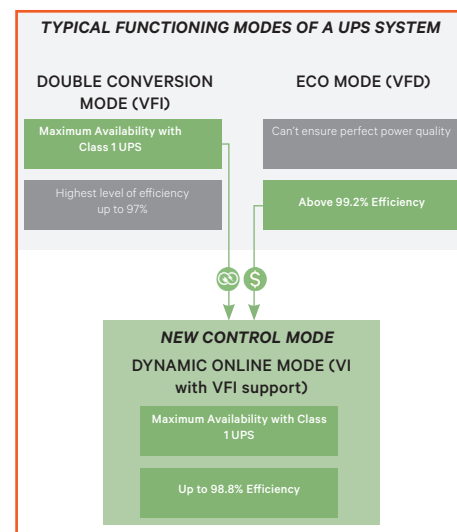 TYPICAL FUNCTIONING MODES OF A UPS SYSTEM
DOUBLE CONVERSION
MODE (VFI)
Maximum Availability with
Class 1 UPS
Highest level of efficiency
up to 97%
ECO MODE (VFD)
Can't ensure perfect power quality
Above 99.2% Efficiency
$
NEW CONTROL MODE
DYNAMIC ONLINE MODE (VI
with VFI support)
Maximum Availability with Class
1 UPS
Up to 98.8% Efficiency